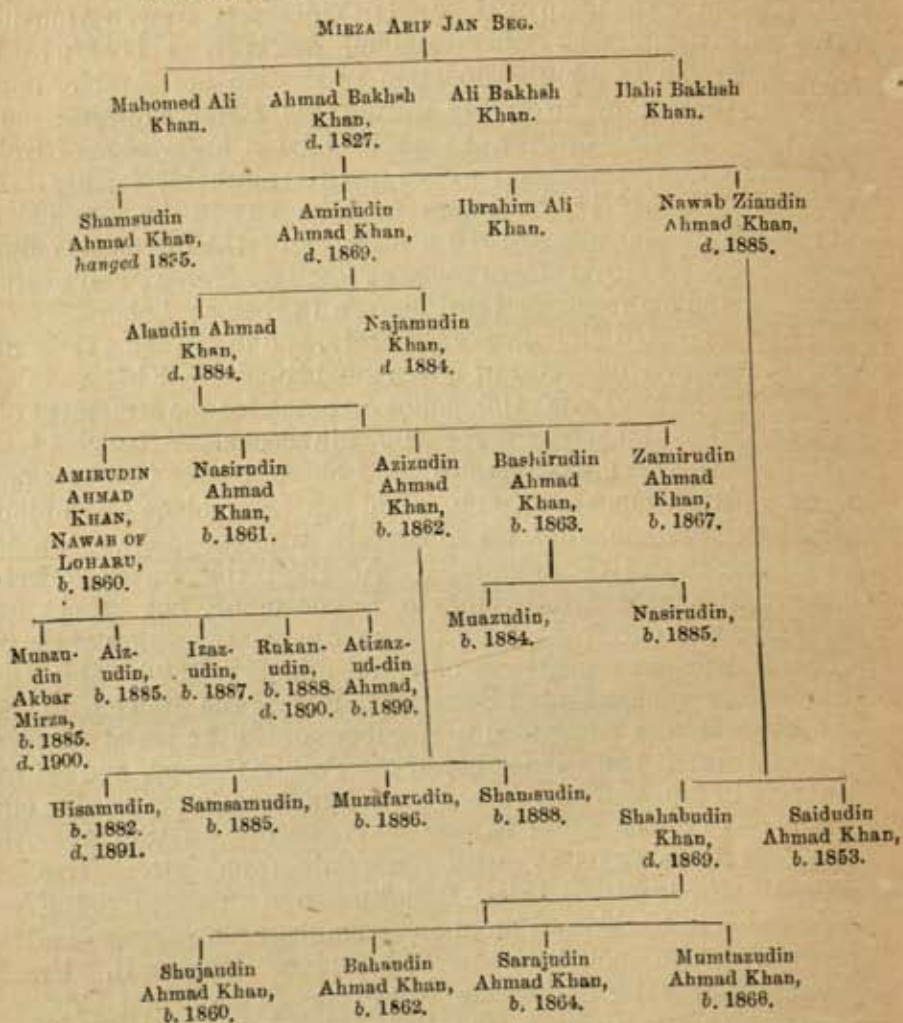 MIRZA ARIF JAN BEG.
Mahomed Ali
Khan.
Ahmad Bakhsh
Khan,
d. 1827.
Ali Bakhsh
Khan.
Ilahi Bakhsh
Khan.
Shamsudin
Ahmad Khan,
hanged 1835.
Aminudin
Ahmad Khan,
d. 1869.
Ibrahim Ali
Khan.
Nawab Ziaudin
Ahmad Khan,
d. 1885.
Alaudin Ahmad
Khan,
d. 1884.
Najamudin
Khan,
d. 1884.
AMIRUDIN
AHMAD
KHAN,
NAWAB OF
LOHARU,
b. 1860.
Nasirudin
Ahmad
Khan,
b. 1861.
Azizudin
Ahmad
Khan,
b. 1862.
Bashirudin
Ahmad
Khan,
b. 1863.
Zamirudin
Ahmad
Khan,
b. 1867.
Muazudin,
b. 1884.
Nasirudin,
b. 1885.
Muazu-
din
Akbar
Mirza,
b. 1885.
d. 1900.
Aiz-
udin,
b. 1885.
Izaz-
udin,
b. 1887.
Rukan-
udin,
b. 1888.
d. 1890.
Atizaz-
ud-din
Ahmad,
b. 1899.
Hisamudin,
b. 1882.
d. 1891.
Samsamudin,
b. 1885.
Muzafarudin,
b. 1886.
Shamsudin,
b. 1888.
Shahabudin
Khan,
d. 1869.
Saidudin
Ahmad Khan,
b. 1853.
Shujaudin
Ahmad Khan,
b. 1860.
Bahaudin
Ahmad Khan,
b. 1862.
Sarajudin
Ahmad Khan,
b. 1864.
Mumtazudin
Ahmad Khan,
b. 1866.